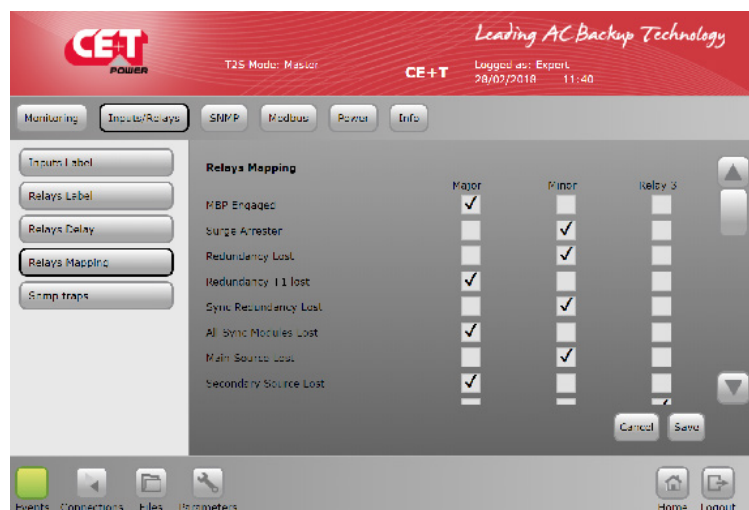 CE+T
POWER
T2S Mode: Master
CE+T
Leading AC Backup Technology
Logged as: Expert
28/02/2018 11:40
Monitoring Inputs/Relays SNMP Modbus Power Info
Inputs Label
Relays Label
Relays Delay
Relays Mapping
Snmp traps
Relays Mapping
Major Minor Relay 3
MBP Engaged
Surge Arrester
Redundancy Lost
Redundancy +1 lost
Sync Redundancy Lost
All Sync Modules Lost
Main Source Lost
Secondary Source Lost
Cancel Save
Events Connections Files Parameters
Home Logout